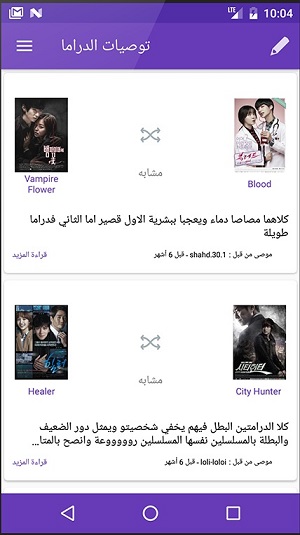 LTE 10:04
توصيات الدراما
Vampire
Flower
مشابه
Blood
كلاهما مصاصا دماء ويعجبا ببشرية الاول قصير اما الثاني فدراما
طويلة
موصى من قبل : shahd.30.1 - قبل 6 أشهر
قراءة المزيد
Healer
مشابه
City Hunter
كلا الدرامتين البطل فيهم يخفي شخصيتو ويمثل دور الضعيف
والبطلة بالمسلسلين نفسها المسلسلين رووووووعة وانصح بالمتا...
موصى من قبل : loli-loloi - قبل 6 أشهر
قراءة المزيد